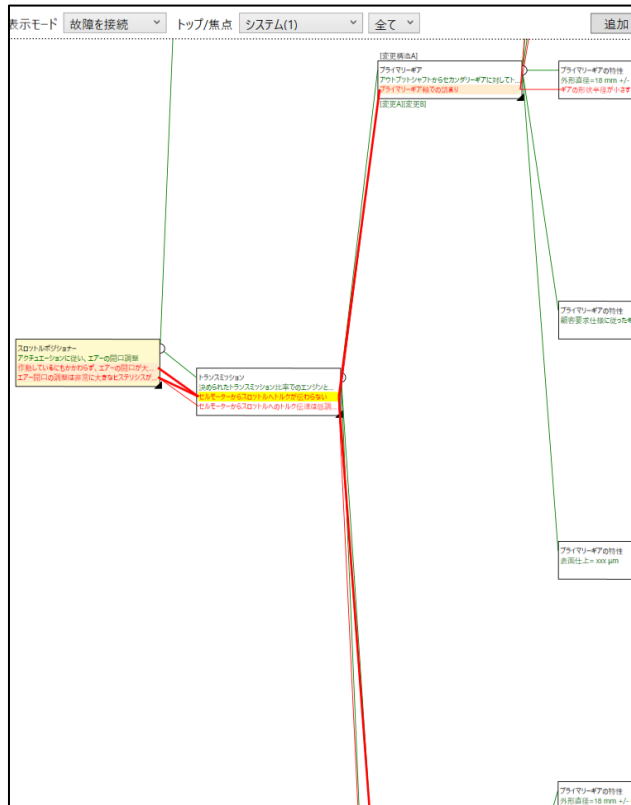 表示モード 故障を接続 トップ/焦点 システム(1) 全て 追加
[変更構造A]
プライマリーギア
アウトプットシャフトからセカンダリーギアに対してト...
プライマリーギア軸での詰まり
[変更A][変更B]
プライマリーギアの特性
外形直径=18 mm +/-
ギアの形状半径が小さす
プライマリーギアの特性
顧客要求仕様に従った
スロットルポジショナー
アクチュエーションに従い、エアーの開口調整
作動しているにもかかわらず、エアーの開口が大...
エアー開口の調整は非常に大きなヒステリシスが...
トランスミッション
決められたトランスミッション比率でのエンジンと...
セルモーターからスロットルへトルクが伝わらない
セルモーターからスロットルへのトルク伝達は低調...
プライマリーギアの特性
表面仕上= xxx μm
プライマリーギアの特性
外形直径=18 mm +/-